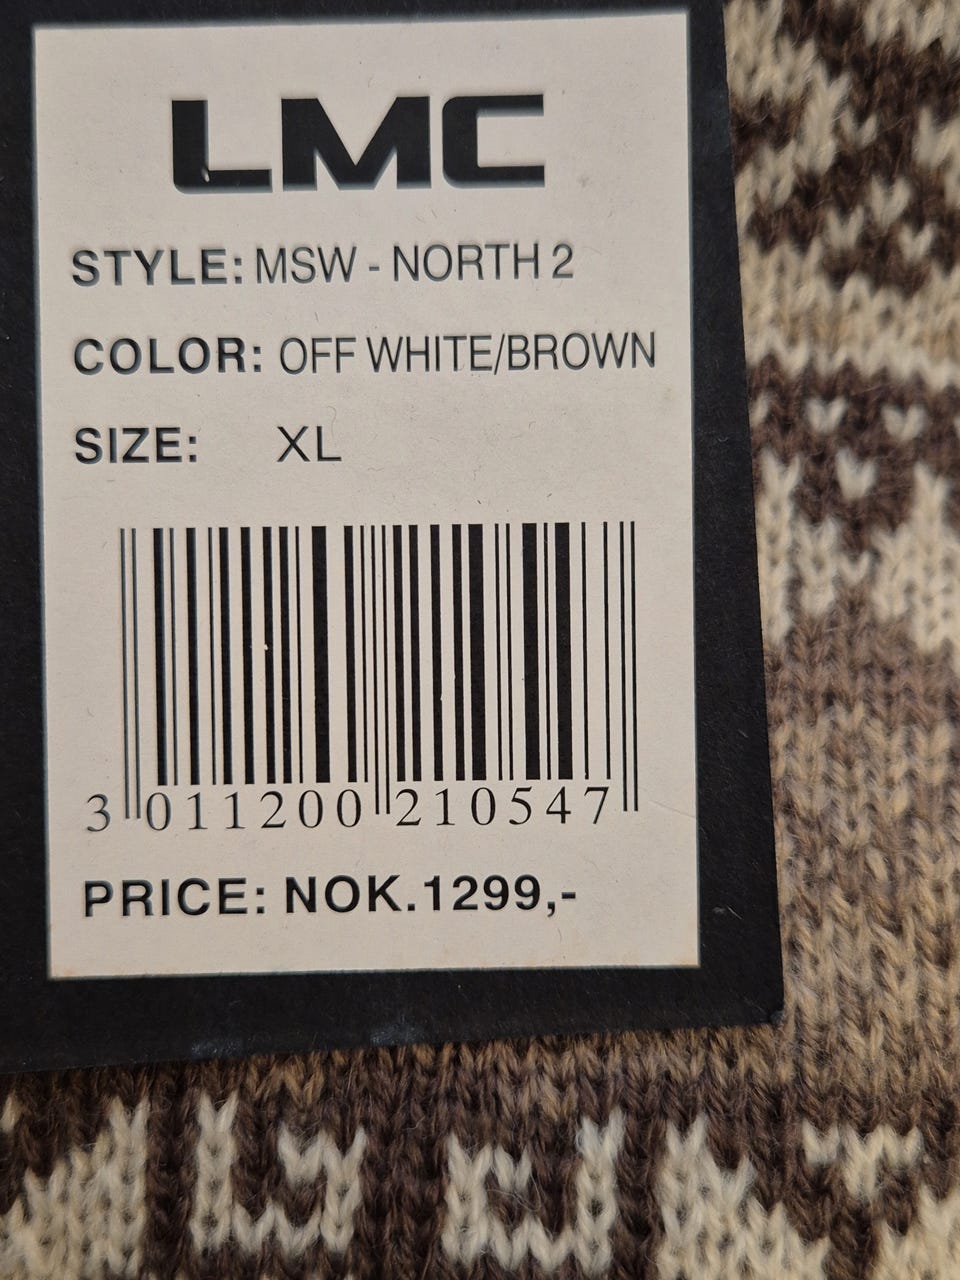 LMC
STYLE: MSW - NORTH 2
COLOR: OFF WHITE/BROWN
SIZE: XL
3 011200 210547
PRICE: NOK.1299,-